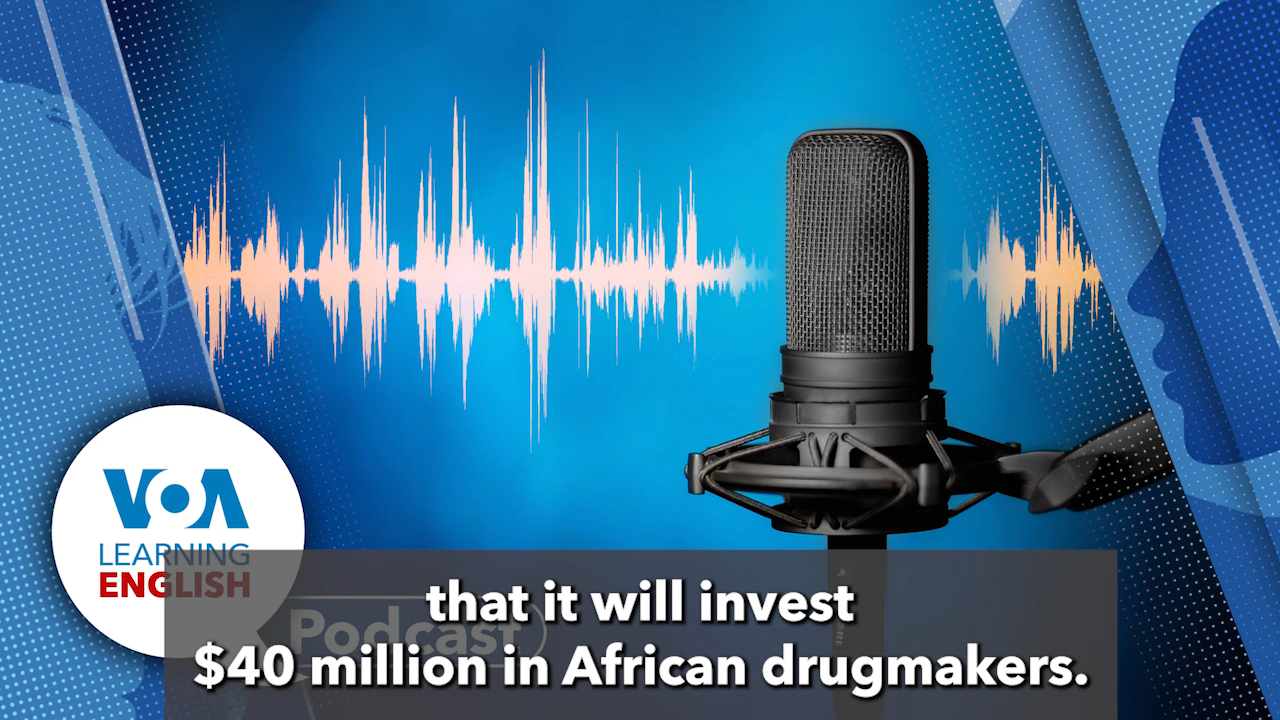 VOA
LEARNING
ENGLISH
Podcast
that it will invest
$40 million in African drugmakers.